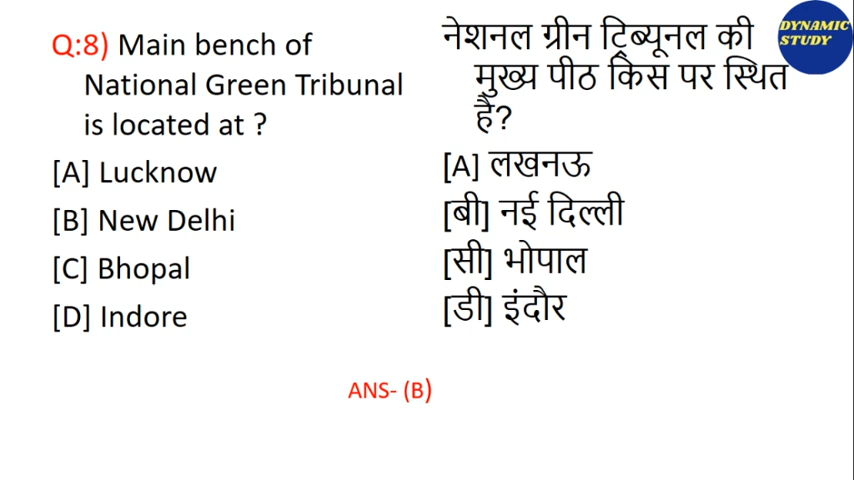 Q:8) Main bench of
National Green Tribunal
is located at ?
[A] Lucknow
[B] New Delhi
[C] Bhopal
[D] Indore
नेशनल ग्रीन ट्रिब्यूनल की
मुख्य पीठ किस पर स्थित
है?
[A] लखनऊ
[बी] नई दिल्ली
[सी] भोपाल
[डी] इंदौर
ANS- (B)
DYNAMIC
STUDY